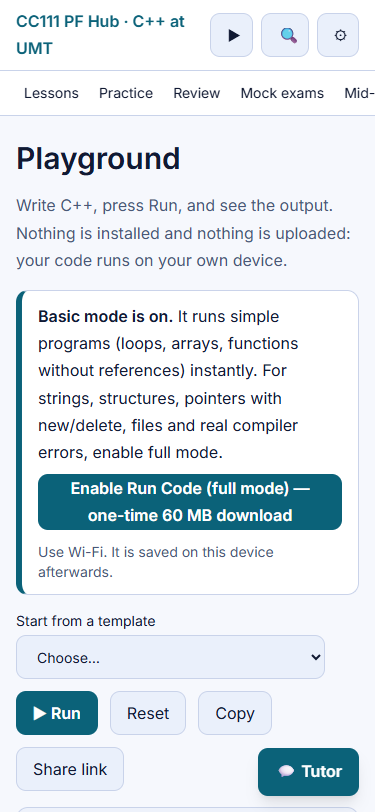 CC111 PF Hub · C++ at
UMT
Lessons Practice Review Mock exams Mid-
Playground
Write C++, press Run, and see the output.
Nothing is installed and nothing is uploaded:
your code runs on your own device.
Basic mode is on. It runs simple
programs (loops, arrays, functions
without references) instantly. For
strings, structures, pointers with
new/delete, files and real compiler
errors, enable full mode.
Enable Run Code (full mode) —
one-time 60 MB download
Use Wi-Fi. It is saved on this device
afterwards.
Start from a template
Choose...
▶ Run Reset Copy
Share link
💬 Tutor